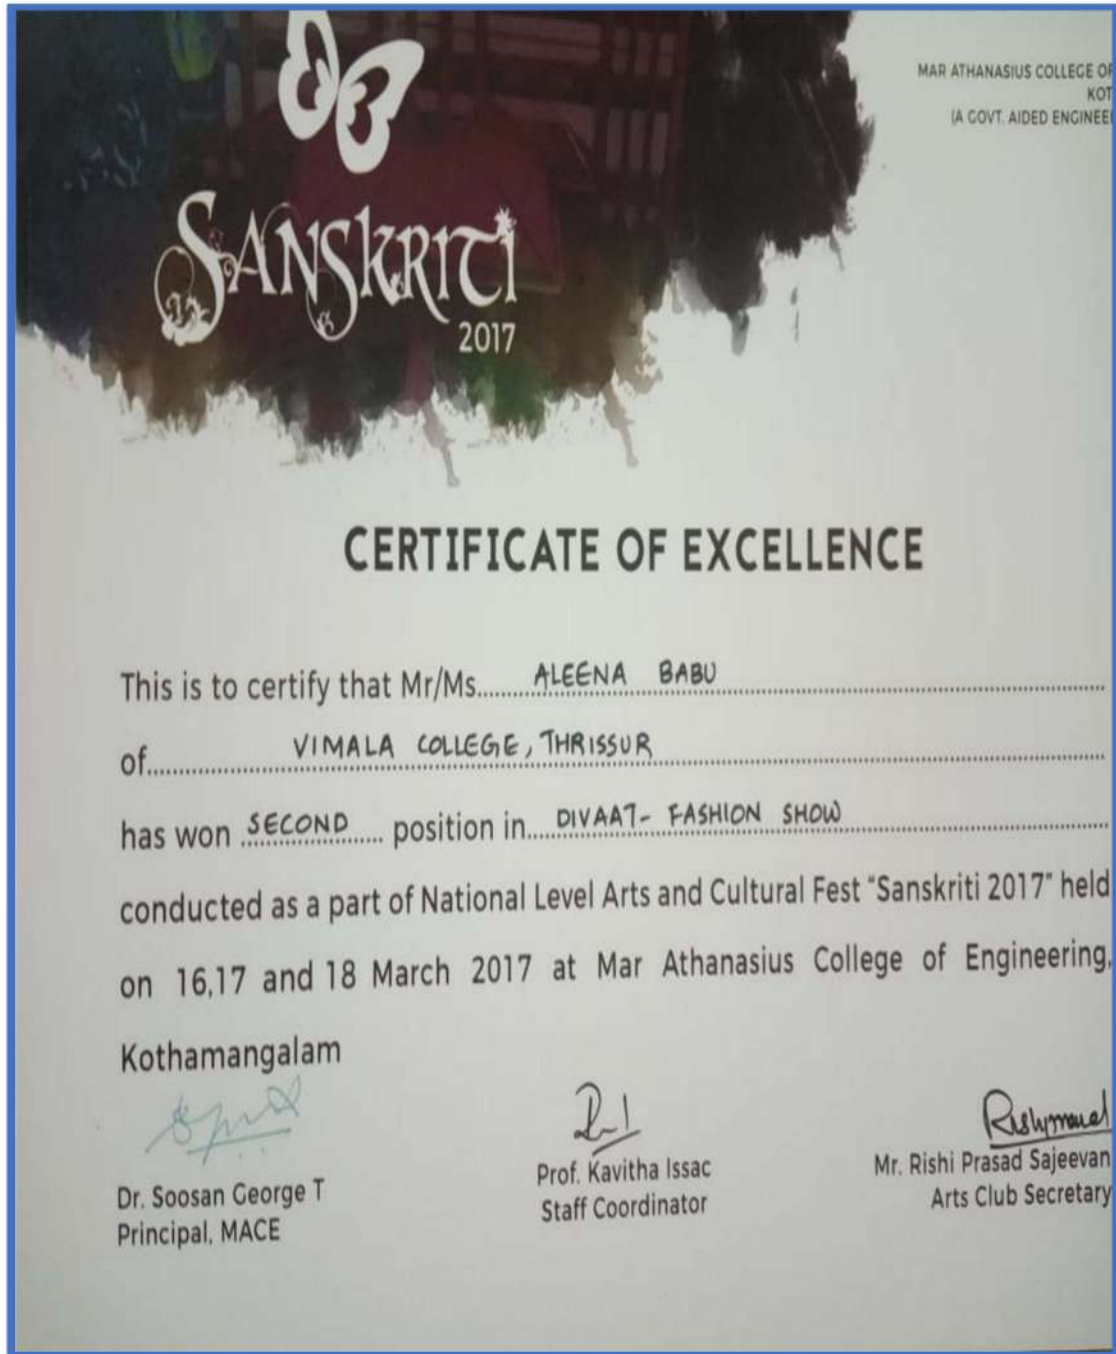 SANSKRITI
2017
MAR ATHANASIUS COLLEGE OF
KOT
(A GOVT. AIDED ENGINEE
CERTIFICATE OF EXCELLENCE
This is to certify that Mr/Ms..... ALEENA BABU
of..... VIMALA COLLEGE, THRISSUR
has won SECOND..... position in..... DIVAAT- FASHION SHOW
conducted as a part of National Level Arts and Cultural Fest "Sanskriti 2017" held
on 16,17 and 18 March 2017 at Mar Athanasius College of Engineering,
Kothamangalam
Dr. Soosan George T
Principal, MACE
Prof. Kavitha Issac
Staff Coordinator
Mr. Rishi Prasad Sajeevan
Arts Club Secretary